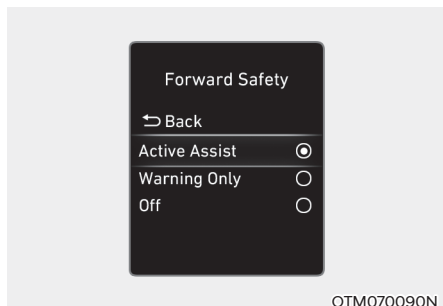 Forward Safety
Back
Active Assist
Warning Only
Off
OTM070090N